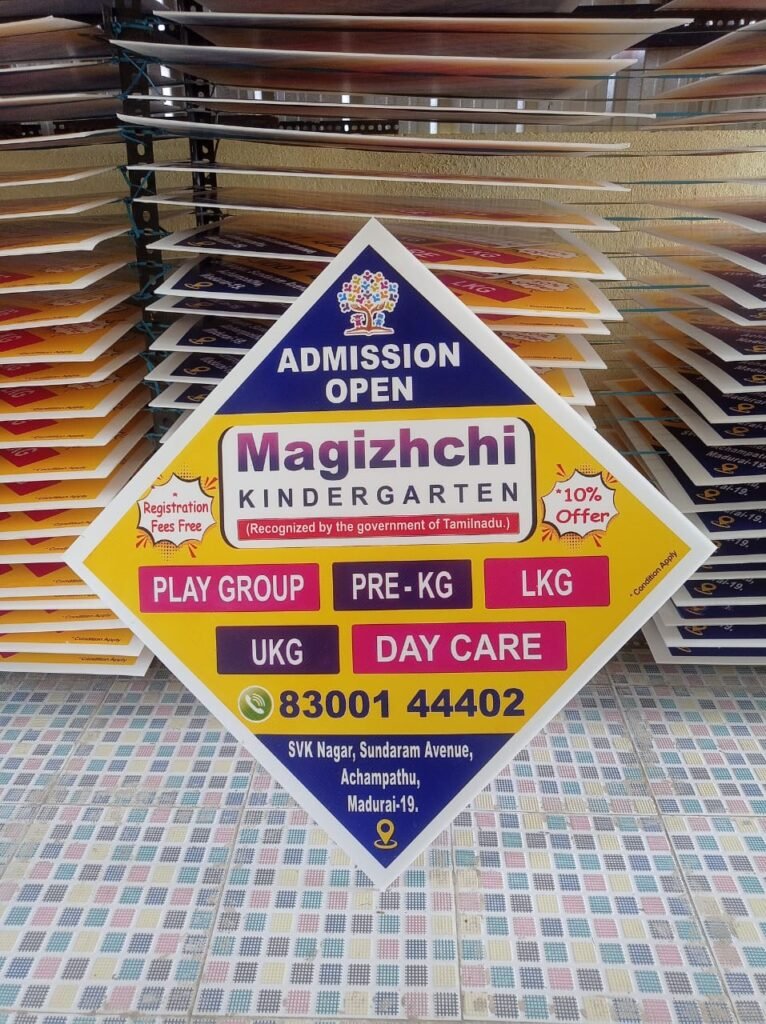 ADMISSION
OPEN
Magizhchi
KINDERGARTEN
(Recognized by the government of Tamilnadu.)
*
Registration
Fees Free
*10%
Offer
PLAY GROUP
PRE - KG
LKG
* Condition Apply
UKG
DAY CARE
83001 44402
SVK Nagar, Sundaram Avenue,
Achampathu,
Madurai-19.